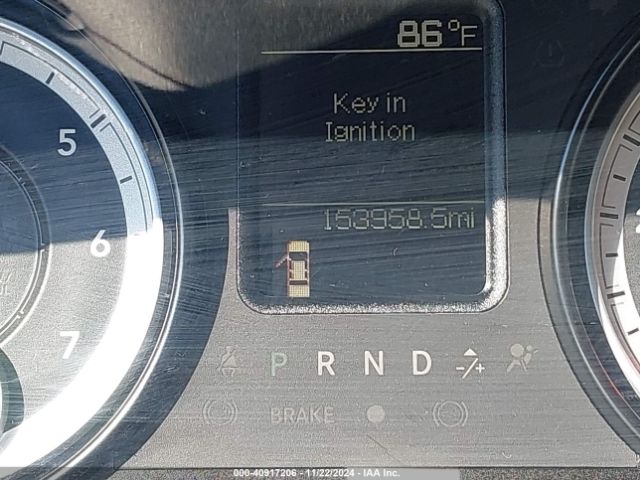 86°F
Key in
Ignition
5
153958.5mi
6
7
P R N D -/+
BRAKE
000-40917206 - 11/22/2024 - IAA Inc.